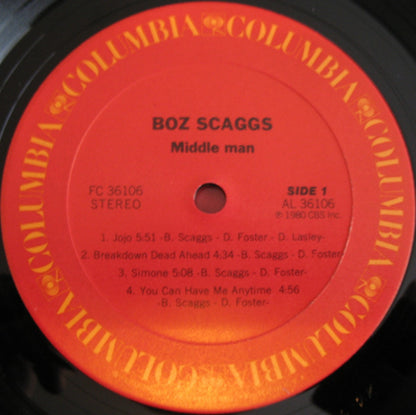 COLUMBIA COLUMBIA COLUMBIA COLUMBIA COLUMBIA COLUMBIA
BOZ SCAGGS
Middle man
FC 36106
STEREO
SIDE 1
AL 36106
℗ 1980 CBS Inc.
1. Jojo 5:51 -B. Scaggs - D. Foster - D. Lasley-
2. Breakdown Dead Ahead 4:34 -B. Scaggs - D. Foster
3. Simone 5:08 -B. Scaggs - D. Foster-
4. You Can Have Me Anytime 4:56
-B. Scaggs - D. Foster-